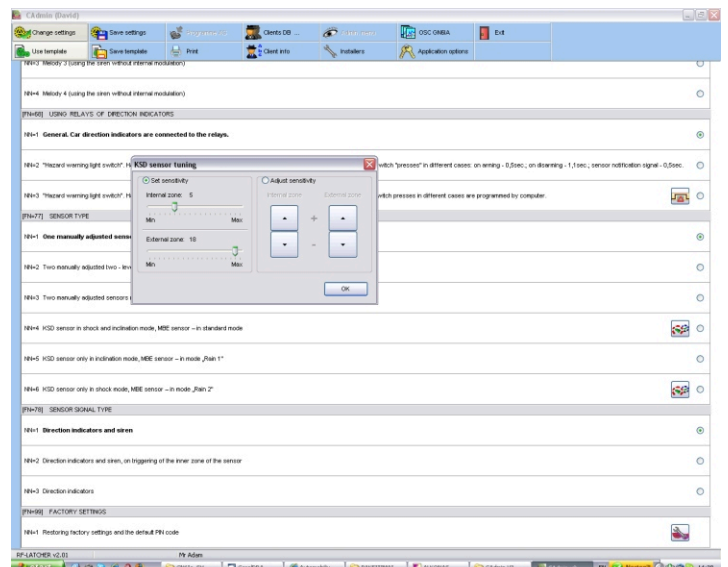 CAdmin (David)
Change settings
Save settings
Clients DB ...
OSC GMBA
Exit
Use template
Save template
Print
Client info
Installers
Application options
NN=3 Melody 3 (using the siren without internal modulation)
NN=4 Melody 4 (using the siren without internal modulation)
[FN=68] USING RELAYS OF DIRECTION INDICATORS
NN=1 General. Car direction indicators are connected to the relays.
NN=2 "Hazard warning light switch".
witch "presses" in different cases: on arming - 0,5sec., on disarming - 1,1sec., sensor notification signal - 0,5sec.
NN=3 "Hazard warning light switch".
witch presses in different cases are programmed by computer.
KSD sensor tuning
Set sensitivity
Internal zone: 5
Min Max
External zone: 18
Min Max
Adjust sensitivity
Internal zone External zone
+
-
OK
[FN=77] SENSOR TYPE
NN=1 One manually adjusted
NN=2 Two manually adjusted two -
NN=3 Two manually adjusted sensors
NN=4 KSD sensor in shock and inclination mode, MBE sensor – in standard mode
NN=5 KSD sensor only in inclination mode, MBE sensor – in mode „Rain 1"
NN=6 KSD sensor only in shock mode, MBE sensor – in mode „Rain 2"
[FN=78] SENSOR SIGNAL TYPE
NN=1 Direction indicators and siren
NN=2 Direction indicators and siren, on triggering of the inner zone of the sensor
NN=3 Direction indicators
[FN=99] FACTORY SETTINGS
NN=1 Restoring factory settings and the default PIN code
RF-LATCHER v2.01
Mr Adam